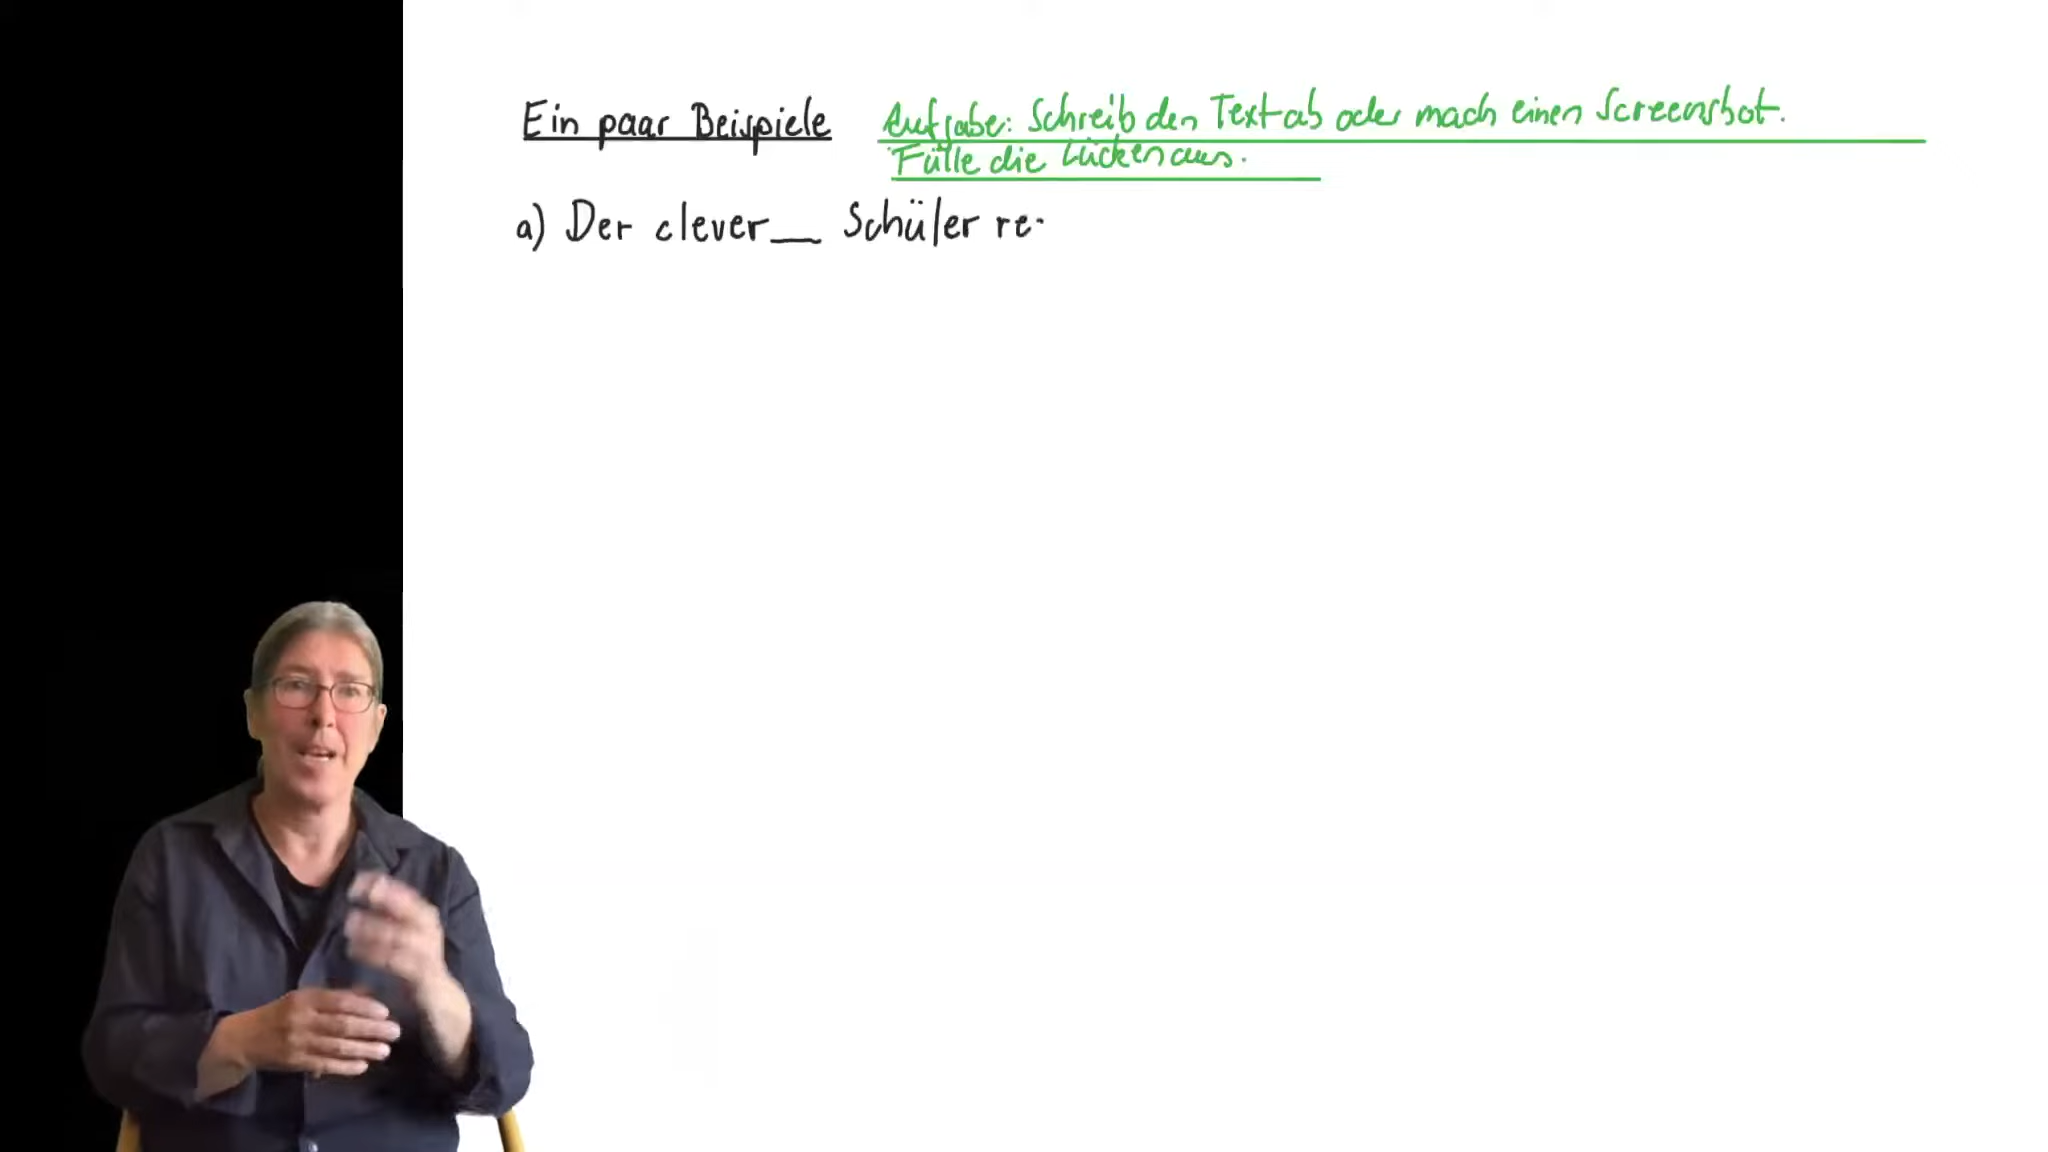 Ein paar Beispiele Aufgabe: Schreib den Text ab oder mach einen Screenshot.
Fülle die Lücken aus.
a) Der clever__ Schüler re